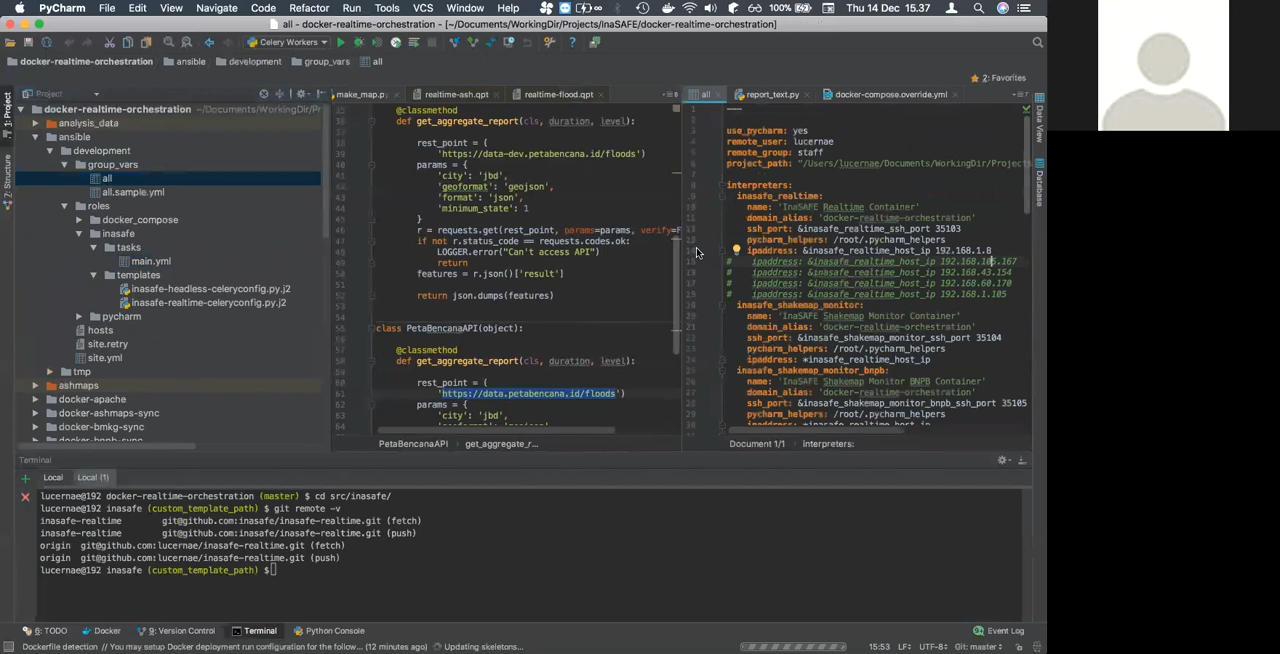 PyCharm File Edit View Navigate Code Refactor Run Tools VCS Window Help 100% Thu 14 Dec 15.37
all - docker-realtime-orchestration - [~/Documents/WorkingDir/Projects/InaSAFE/docker-realtime-orchestration]
Celery Workers
docker-realtime-orchestration ansible development group_vars all
2: Favorites
Project
make_map.py realtime-ash.qpt realtime-flood.qpt
all report_text.py docker-compose.override.yml
1: Project
7: Structure
Data View
Database
docker-realtime-orchestration ~/Documents/WorkingDir/Pr
analysis_data
ansible
development
group_vars
all
all.sample.yml
roles
docker_compose
inasafe
tasks
main.yml
templates
inasafe-headless-celeryconfig.py.j2
inasafe-realtime-celeryconfig.py.j2
pycharm
hosts
site.retry
site.yml
tmp
ashmaps
docker-apache
docker-ashmaps-sync
docker-bmkg-sync
docker-bnpb-sync
@classmethod
def get_aggregate_report(cls, duration, level):
rest_point = (
'https://data-dev.petabencana.id/floods')
params = {
'city': 'jbd',
'geoformat': 'geojson',
'format': 'json',
'minimum_state': 1
}
r = requests.get(rest_point, params=params, verify=F
if not r.status_code == requests.codes.ok:
LOGGER.error("Can't access API")
return
features = r.json()['result']
return json.dumps(features)
class PetaBencanaAPI(object):
@classmethod
def get_aggregate_report(cls, duration, level):
rest_point = (
'https://data.petabencana.id/floods')
params = {
'city': 'jbd',
PetaBencanaAPI get_aggregate_r...
use_pycharm: yes
remote_user: lucernae
remote_group: staff
project_path: "/Users/lucernae/Documents/WorkingDir/Projects
interpreters:
inasafe_realtime:
name: 'InaSAFE Realtime Container'
domain_alias: 'docker-realtime-orchestration'
ssh_port: &inasafe_realtime_ssh_port 35103
pycharm_helpers: /root/.pycharm_helpers
ipaddress: &inasafe_realtime_host_ip 192.168.1.8
# ipaddress: &inasafe_realtime_host_ip 192.168.105.167
# ipaddress: &inasafe_realtime_host_ip 192.168.43.154
# ipaddress: &inasafe_realtime_host_ip 192.168.60.170
# ipaddress: &inasafe_realtime_host_ip 192.168.1.105
inasafe_shakemap_monitor:
name: 'InaSAFE Shakemap Monitor Container'
domain_alias: 'docker-realtime-orchestration'
ssh_port: &inasafe_shakemap_monitor_ssh_port 35104
pycharm_helpers: /root/.pycharm_helpers
ipaddress: *inasafe_realtime_host_ip
inasafe_shakemap_monitor_bnpb:
name: 'InaSAFE Shakemap Monitor BNPB Container'
domain_alias: 'docker-realtime-orchestration'
ssh_port: &inasafe_shakemap_monitor_bnpb_ssh_port 35105
pycharm_helpers: /root/.pycharm_helpers
ipaddress: *inasafe_realtime_host_ip
Document 1/1 interpreters:
Terminal
Local Local (1)
lucernae@192 docker-realtime-orchestration (master) $ cd src/inasafe/
lucernae@192 inasafe (custom_template_path) $ git remote -v
inasafe-realtime git@github.com:inasafe/inasafe-realtime.git (fetch)
inasafe-realtime git@github.com:inasafe/inasafe-realtime.git (push)
origin git@github.com:lucernae/inasafe-realtime.git (fetch)
origin git@github.com:lucernae/inasafe-realtime.git (push)
lucernae@192 inasafe (custom_template_path) $
6: TODO Docker 9: Version Control Terminal Python Console Event Log
Dockerfile detection // You may setup Docker deployment run configuration for the follow... (12 minutes ago) Updating skeletons... 15:53 LF÷ UTF-8÷ Git: master÷